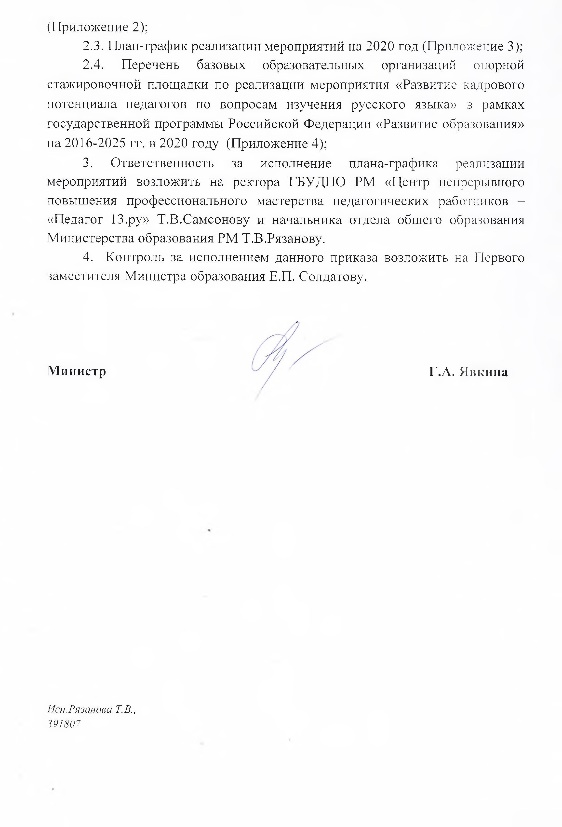 (Приложение 2);
2.3. План-график реализации мероприятий на 2020 год (Приложение 3);
2.4. Перечень базовых образовательных организаций опорной
стажировочной площадки по реализации мероприятия «Развитие кадрового
потенциала педагогов по вопросам изучения русского языка» в рамках
государственной программы Российской Федерации «Развитие образования»
на 2016-2025 гг. в 2020 году (Приложение 4);
3. Ответственность за исполнение плана-графика реализации
мероприятий возложить на ректора ГБУДПО РМ «Центр непрерывного
повышения профессионального мастерства педагогических работников –
«Педагог 13.ру» Т.В.Самсонову и начальника отдела общего образования
Министерства образования РМ Т.В.Рязанову.
4. Контроль за исполнением данного приказа возложить на Первого
заместителя Министра образования Е.П. Солдатову.
Министр Г.А. Явкина
Исп.Рязанова Т.В.,
391807